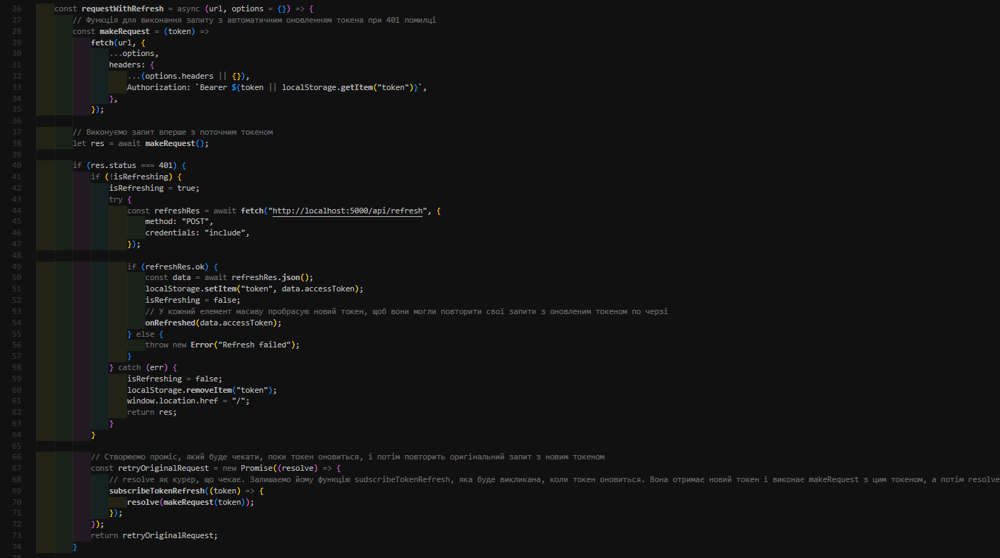 26 const requestWithRefresh = async (url, options = {}) => {
27 // Функція для виконання запиту з автоматичним оновленням токена при 401 помилці
28 const makeRequest = (token) =>
29 fetch(url, {
30 ...options,
31 headers: {
32 ...(options.headers || {}),
33 Authorization: `Bearer ${token || localStorage.getItem("token")}`,
34 },
35 });
36
37 // Виконуємо запит вперше з поточним токеном
38 let res = await makeRequest();
39
40 if (res.status === 401) {
41 if (!isRefreshing) {
42 isRefreshing = true;
43 try {
44 const refreshRes = await fetch("http://localhost:5000/api/refresh", {
45 method: "POST",
46 credentials: "include",
47 });
48
49 if (refreshRes.ok) {
50 const data = await refreshRes.json();
51 localStorage.setItem("token", data.accessToken);
52 isRefreshing = false;
53 // У кожний елемент масиву пробрасую новий токен, щоб вони могли повторити свої запити з оновленим токеном по черзі
54 onRefreshed(data.accessToken);
55 } else {
56 throw new Error("Refresh failed");
57 }
58 } catch (err) {
59 isRefreshing = false;
60 localStorage.removeItem("token");
61 window.location.href = "/";
62 return res;
63 }
64 }
65
66 // Створюємо проміс, який буде чекати, поки токен оновиться, і потім повторить оригінальний запит з новим токеном
67 const retryOriginalRequest = new Promise((resolve) => {
68 // resolve як курєр, що чекає. Залишаємо йому функцію sudscribeTokenRefresh, яка буде викликана, коли токен оновиться. Вона отримає новий токен і виконає makeRequest з цим токеном, а потім resolve
69 subscribeTokenRefresh((token) => {
70 resolve(makeRequest(token));
71 });
72 });
73 return retryOriginalRequest;
74 }